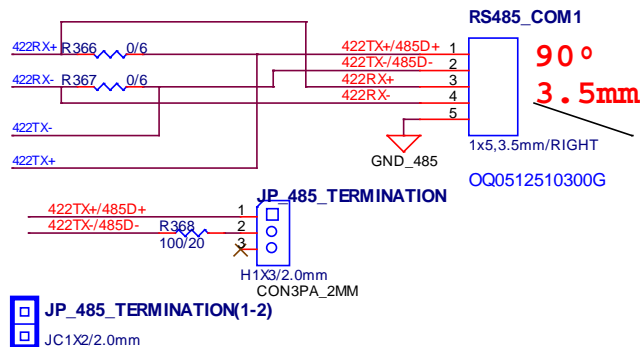 RS485_COM1
422RX+ R366 0/6 422TX+/485D+ 1
422TX-/485D- 2
422RX- R367 0/6 422RX+ 3
422RX- 4
5
90°
3.5mm
422TX-
GND_485
1x5,3.5mm/RIGHT
422TX+
OQ0512510300G
JP_485_TERMINATION
422TX+/485D+ 1
422TX-/485D- R368 2
100/20 3
H1X3/2.0mm
CON3PA_2MM
JP_485_TERMINATION(1-2)
JC1X2/2.0mm